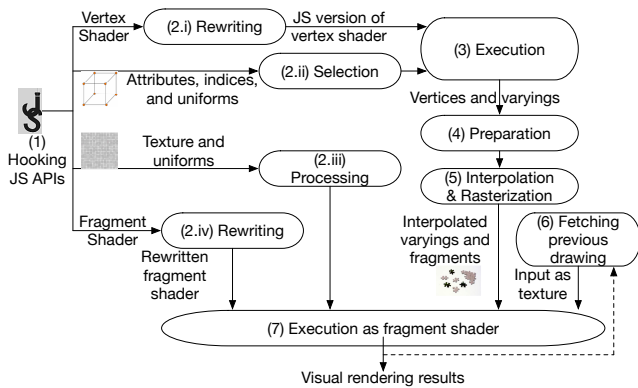 Vertex
Shader
(2.i) Rewriting
JS version of
vertex shader
(3) Execution
Attributes, indices,
and uniforms
(2.ii) Selection
Vertices and varyings
JS
(1)
Hooking
JS APIs
Texture and
uniforms
(2.iii)
Processing
(4) Preparation
(5) Interpolation
& Rasterization
Fragment
Shader
(2.iv) Rewriting
Rewritten
fragment
shader
Interpolated
varyings and
fragments
(6) Fetching
previous
drawing
Input as
texture
(7) Execution as fragment shader
Visual rendering results